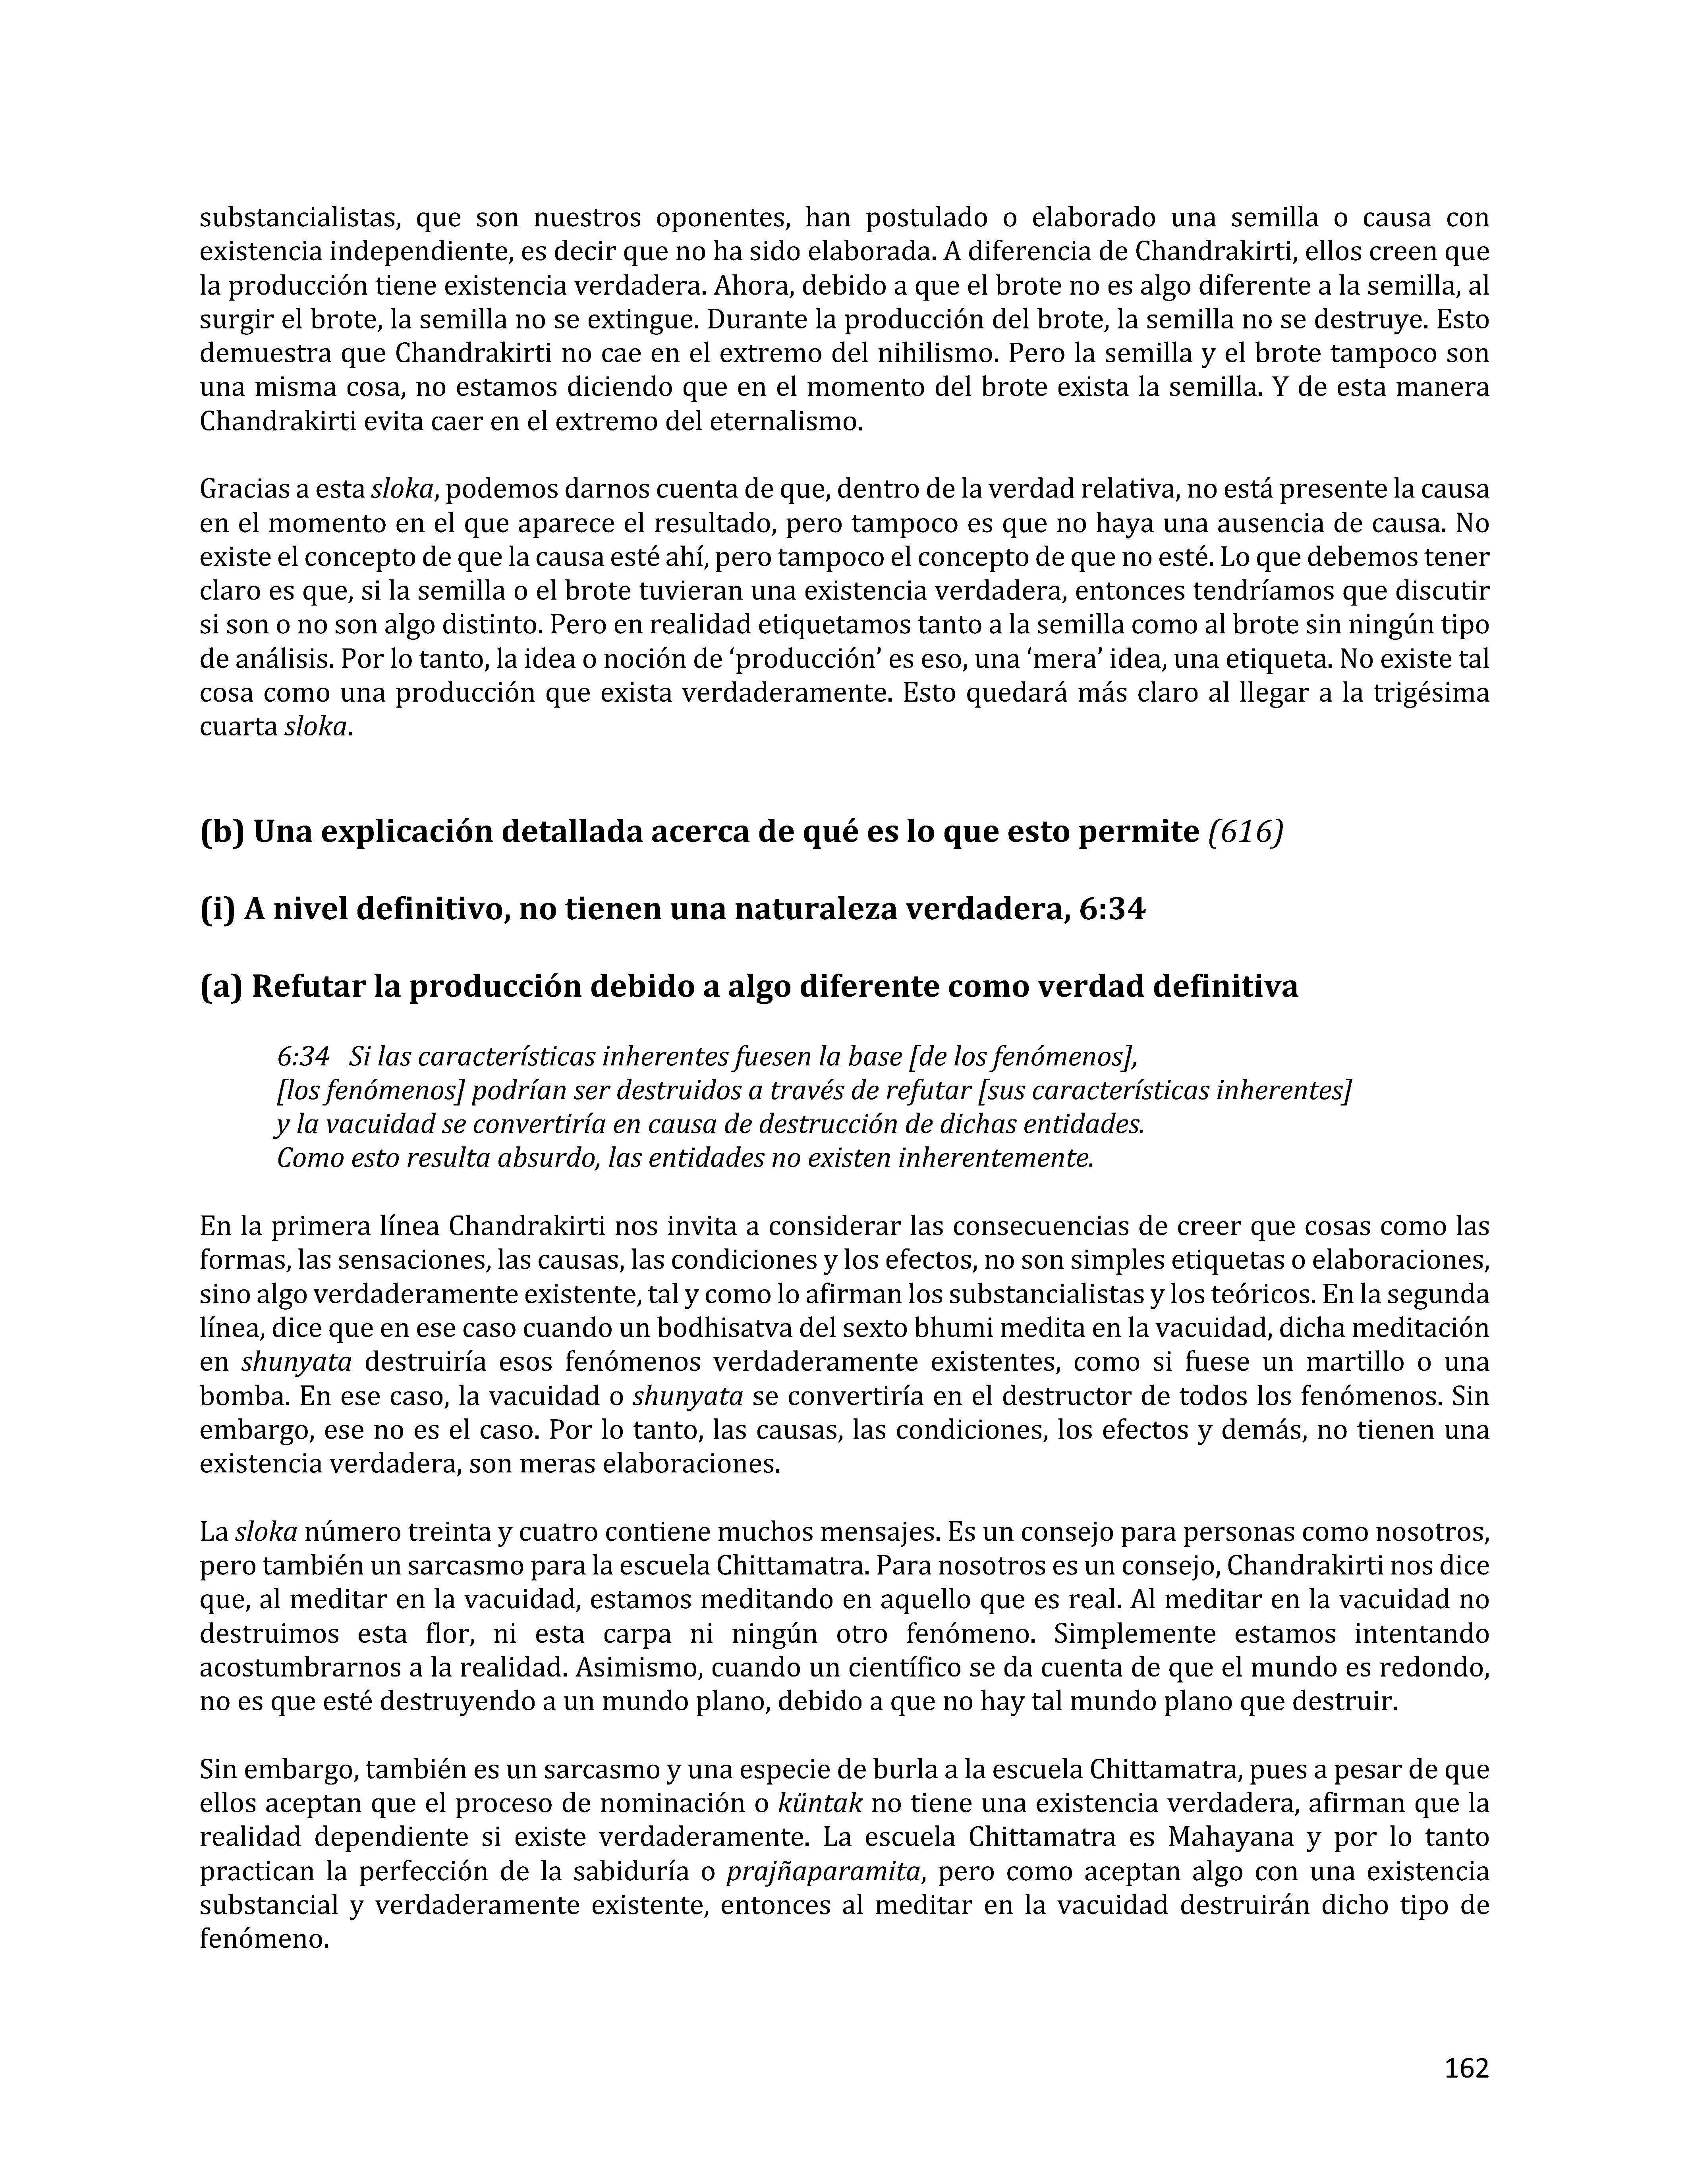 substancialistas, que son nuestros oponentes, han postulado o elaborado una semilla o causa con
existencia independiente, es decir que no ha sido elaborada. A diferencia de Chandrakirti, ellos creen que
la producción tiene existencia verdadera. Ahora, debido a que el brote no es algo diferente a la semilla, al
surgir el brote, la semilla no se extingue. Durante la producción del brote, la semilla no se destruye. Esto
demuestra que Chandrakirti no cae en el extremo del nihilismo. Pero la semilla y el brote tampoco son
una misma cosa, no estamos diciendo que en el momento del brote exista la semilla. Y de esta manera
Chandrakirti evita caer en el extremo del eternalismo.
Gracias a esta sloka, podemos darnos cuenta de que, dentro de la verdad relativa, no está presente la causa
en el momento en el que aparece el resultado, pero tampoco es que no haya una ausencia de causa. No
existe el concepto de que la causa esté ahí, pero tampoco el concepto de que no esté. Lo que debemos tener
claro es que, si la semilla o el brote tuvieran una existencia verdadera, entonces tendríamos que discutir
si son o no son algo distinto. Pero en realidad etiquetamos tanto a la semilla como al brote sin ningún tipo
de análisis. Por lo tanto, la idea o noción de ‘producción’ es eso, una ‘mera’ idea, una etiqueta. No existe tal
cosa como una producción que exista verdaderamente. Esto quedará más claro al llegar a la trigésima
cuarta sloka.
(b) Una explicación detallada acerca de qué es lo que esto permite (616)
(i) A nivel definitivo, no tienen una naturaleza verdadera, 6:34
(a) Refutar la producción debido a algo diferente como verdad definitiva
6:34 Si las características inherentes fuesen la base [de los fenómenos],
[los fenómenos] podrían ser destruidos a través de refutar [sus características inherentes]
y la vacuidad se convertiría en causa de destrucción de dichas entidades.
Como esto resulta absurdo, las entidades no existen inherentemente.
En la primera línea Chandrakirti nos invita a considerar las consecuencias de creer que cosas como las
formas, las sensaciones, las causas, las condiciones y los efectos, no son simples etiquetas o elaboraciones,
sino algo verdaderamente existente, tal y como lo afirman los substancialistas y los teóricos. En la segunda
línea, dice que en ese caso cuando un bodhisatva del sexto bhumi medita en la vacuidad, dicha meditación
en shunyata destruiría esos fenómenos verdaderamente existentes, como si fuese un martillo o una
bomba. En ese caso, la vacuidad o shunyata se convertiría en el destructor de todos los fenómenos. Sin
embargo, ese no es el caso. Por lo tanto, las causas, las condiciones, los efectos y demás, no tienen una
existencia verdadera, son meras elaboraciones.
La sloka número treinta y cuatro contiene muchos mensajes. Es un consejo para personas como nosotros,
pero también un sarcasmo para la escuela Chittamatra. Para nosotros es un consejo, Chandrakirti nos dice
que, al meditar en la vacuidad, estamos meditando en aquello que es real. Al meditar en la vacuidad no
destruimos esta flor, ni esta carpa ni ningún otro fenómeno. Simplemente estamos intentando
acostumbrarnos a la realidad. Asimismo, cuando un científico se da cuenta de que el mundo es redondo,
no es que esté destruyendo a un mundo plano, debido a que no hay tal mundo plano que destruir.
Sin embargo, también es un sarcasmo y una especie de burla a la escuela Chittamatra, pues a pesar de que
ellos aceptan que el proceso de nominación o küntak no tiene una existencia verdadera, afirman que la
realidad dependiente si existe verdaderamente. La escuela Chittamatra es Mahayana y por lo tanto
practican la perfección de la sabiduría o prajñaparamita, pero como aceptan algo con una existencia
substancial y verdaderamente existente, entonces al meditar en la vacuidad destruirán dicho tipo de
fenómeno.
162